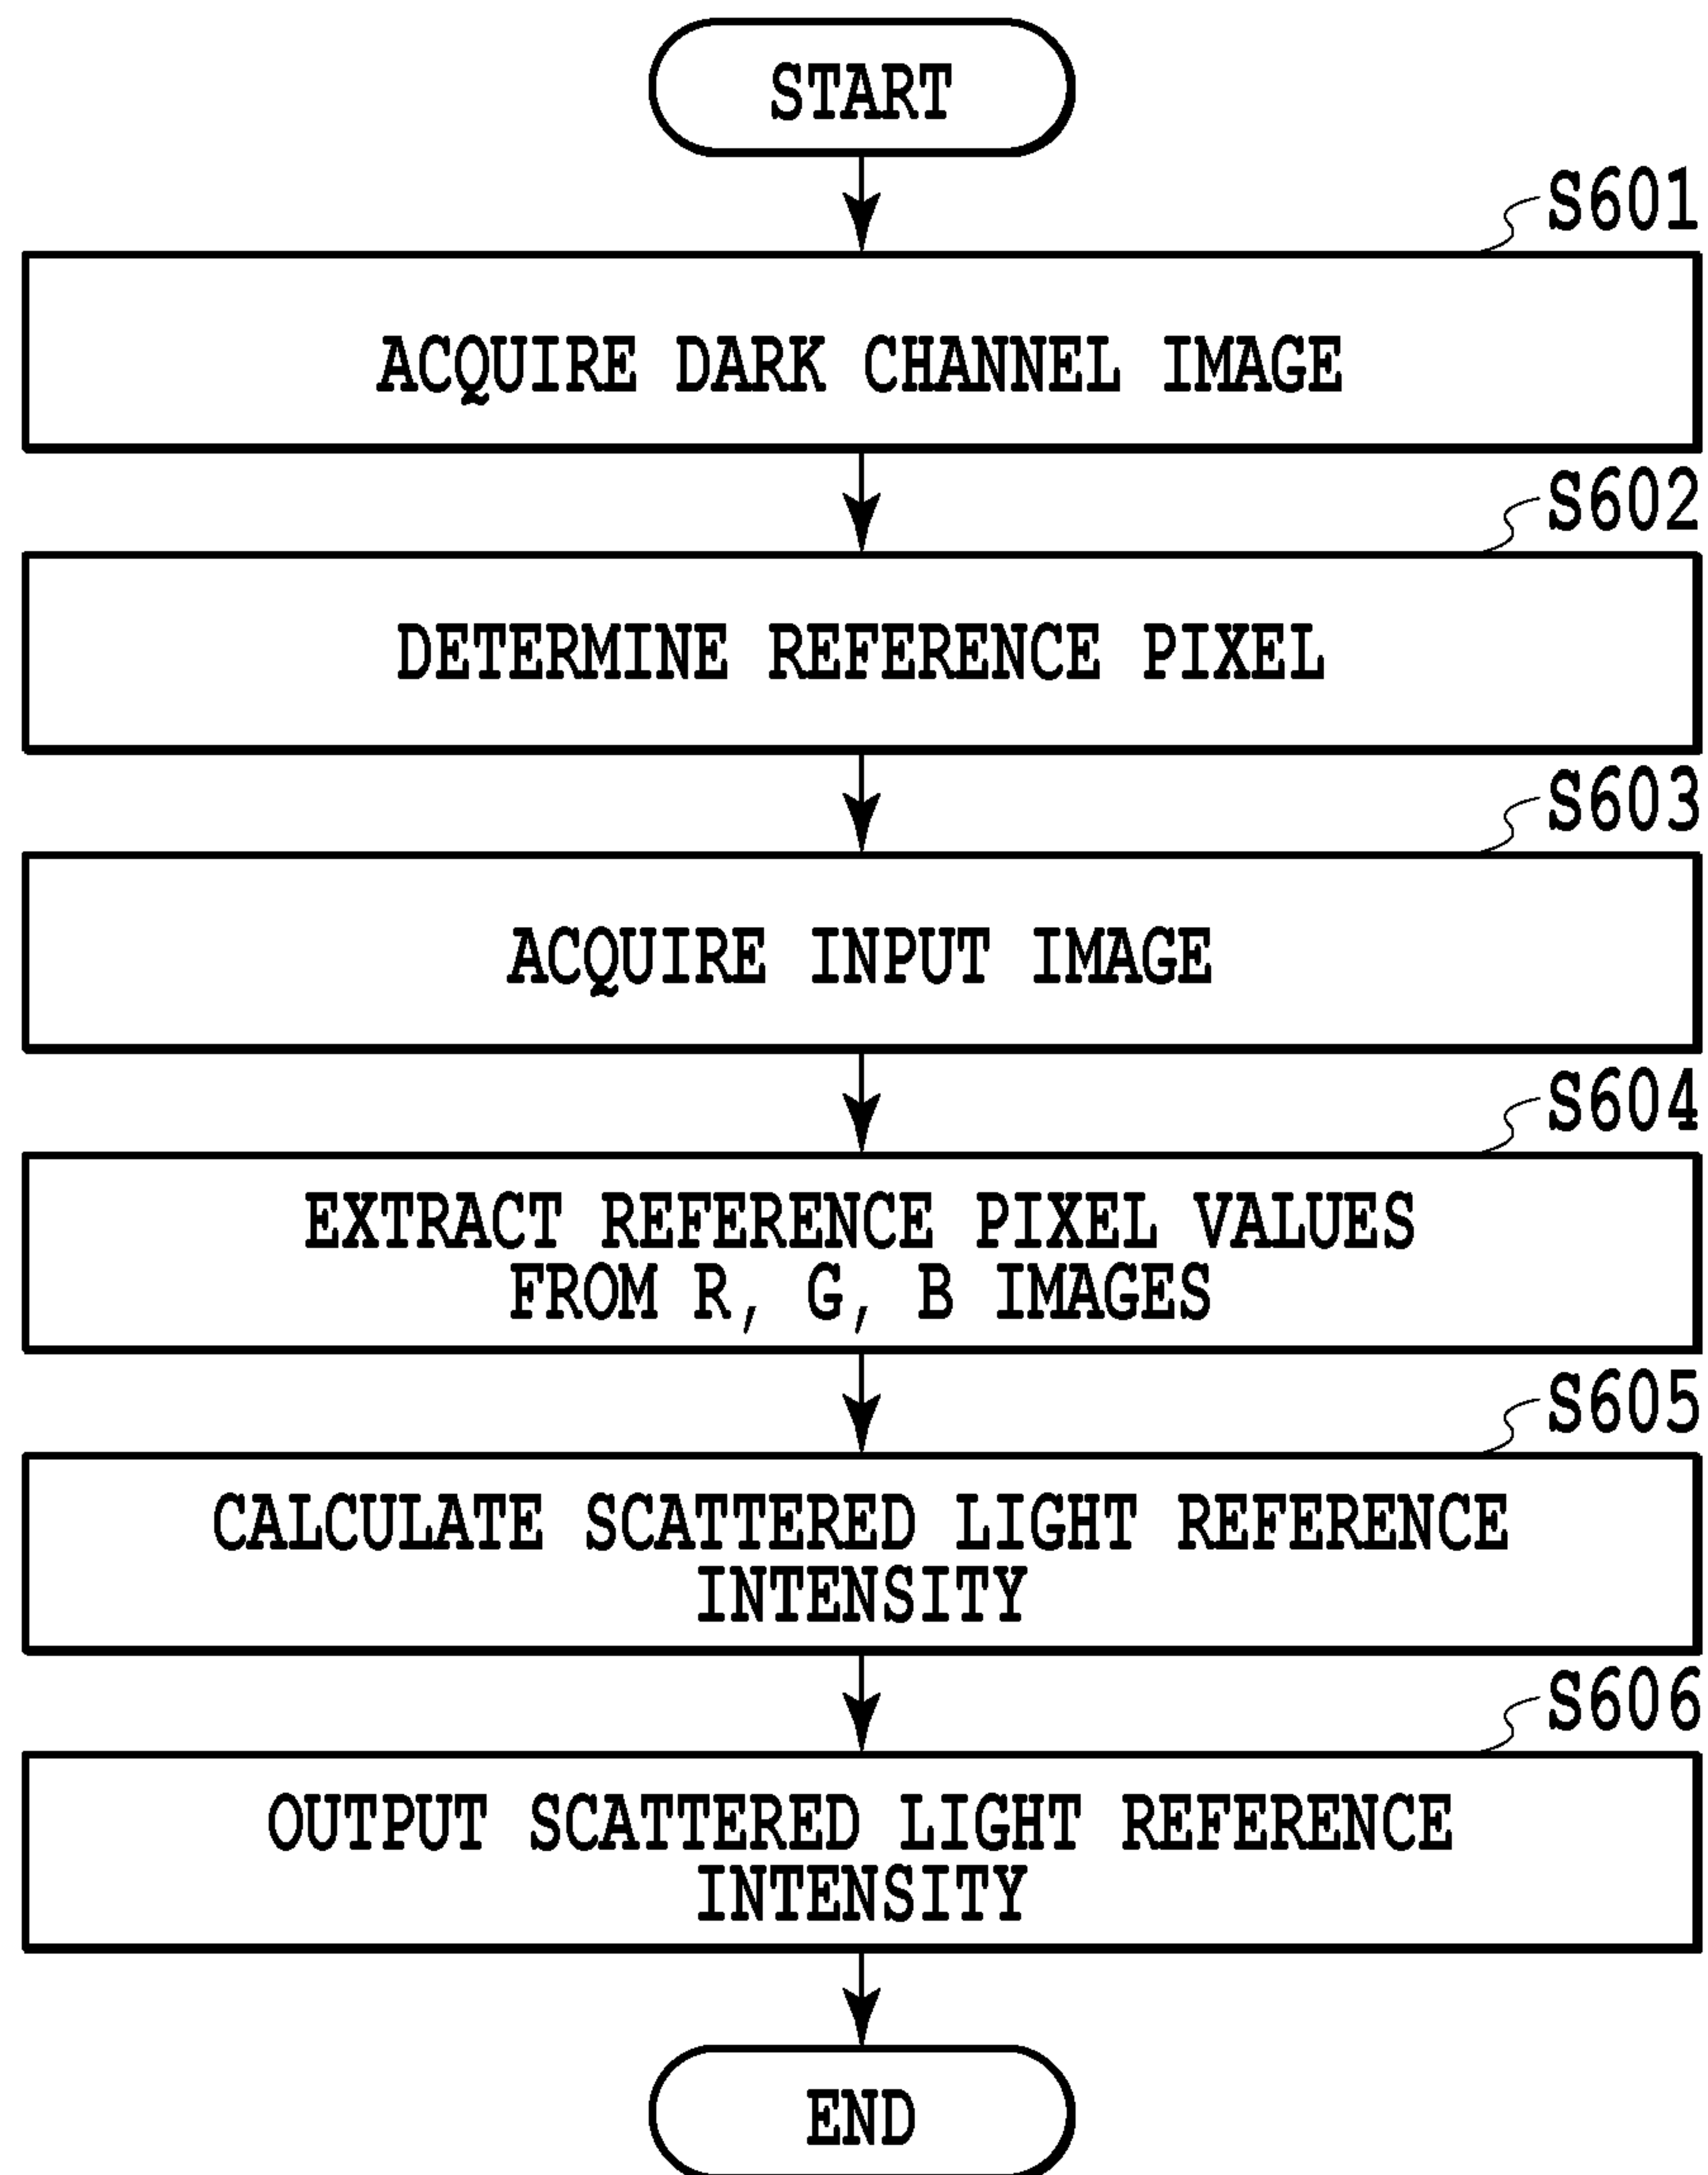 START
S601
ACQUIRE DARK CHANNEL IMAGE
S602
DETERMINE REFERENCE PIXEL
S603
ACQUIRE INPUT IMAGE
S604
EXTRACT REFERENCE PIXEL VALUES
FROM R, G, B IMAGES
S605
CALCULATE SCATTERED LIGHT REFERENCE
INTENSITY
S606
OUTPUT SCATTERED LIGHT REFERENCE
INTENSITY
END